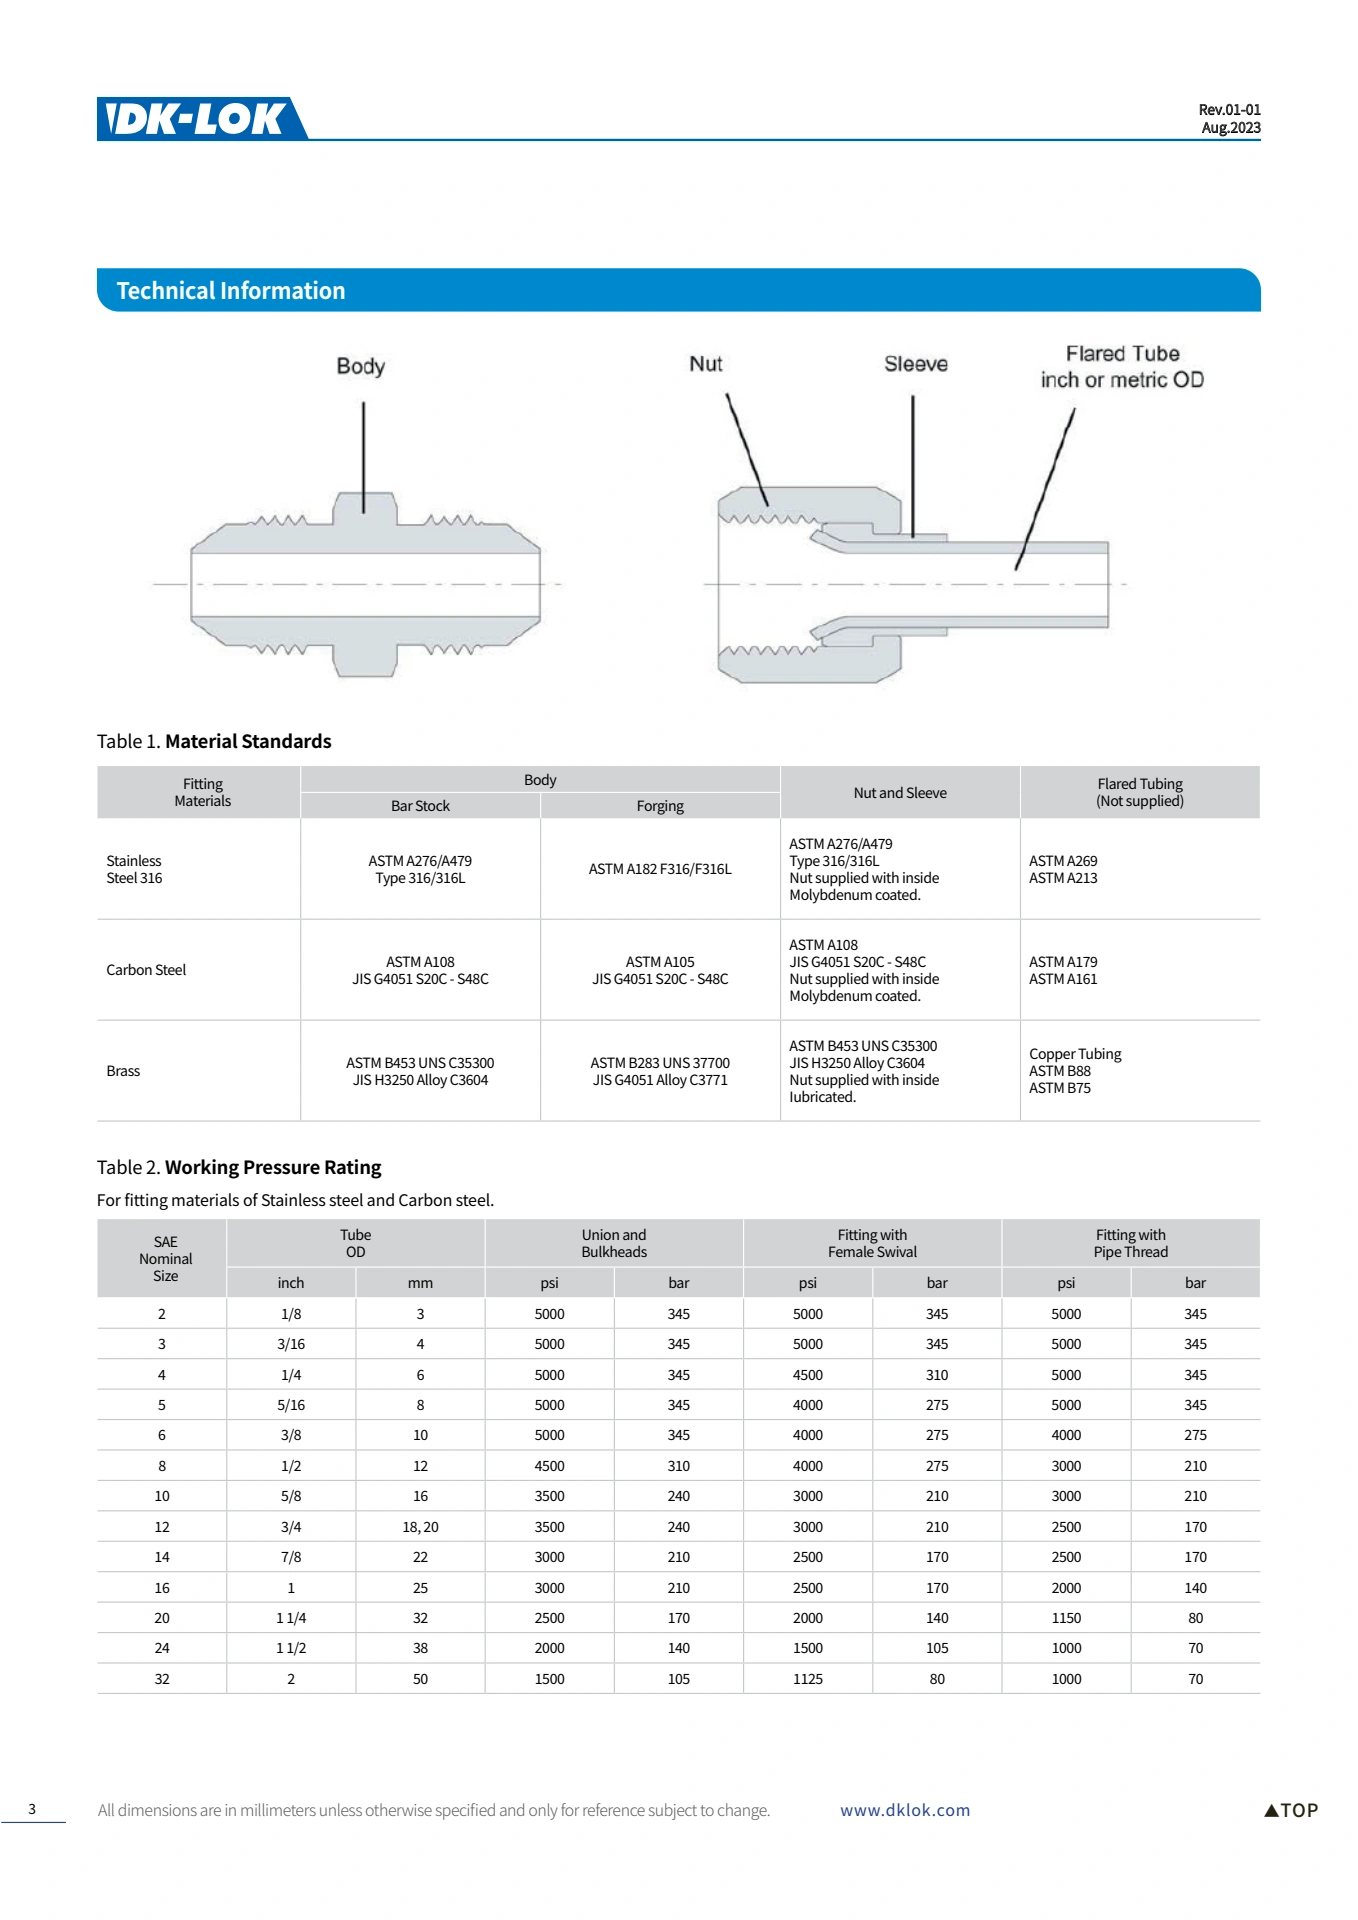 DK-LOK
Rev.01-01
Aug.2023
Technical Information
Body
Nut
Sleeve
Flared Tube
inch or metric OD
Table 1. Material Standards
Fitting
Materials
Body
Bar Stock
Forging
Nut and Sleeve
Flared Tubing
(Not supplied)
Stainless
Steel 316
ASTM A276/A479
Type 316/316L
ASTM A182 F316/F316L
ASTM A276/A479
Type 316/316L
Nut supplied with inside
Molybdenum coated.
ASTM A269
ASTM A213
Carbon Steel
ASTM A108
JIS G4051 S20C - S48C
ASTM A105
JIS G4051 S20C - S48C
ASTM A108
JIS G4051 S20C - S48C
Nut supplied with inside
Molybdenum coated.
ASTM A179
ASTM A161
Brass
ASTM B453 UNS C35300
JIS H3250 Alloy C3604
ASTM B283 UNS 37700
JIS G4051 Alloy C3771
ASTM B453 UNS C35300
JIS H3250 Alloy C3604
Nut supplied with inside
Iubricated.
Copper Tubing
ASTM B88
ASTM B75
Table 2. Working Pressure Rating
For fitting materials of Stainless steel and Carbon steel.
SAE
Nominal
Size
Tube
OD
Union and
Bulkheads
Fitting with
Female Swival
Fitting with
Pipe Thread
inch mm psi bar psi bar psi bar
2 1/8 3 5000 345 5000 345 5000 345
3 3/16 4 5000 345 5000 345 5000 345
4 1/4 6 5000 345 4500 310 5000 345
5 5/16 8 5000 345 4000 275 5000 345
6 3/8 10 5000 345 4000 275 4000 275
8 1/2 12 4500 310 4000 275 3000 210
10 5/8 16 3500 240 3000 210 3000 210
12 3/4 18, 20 3500 240 3000 210 2500 170
14 7/8 22 3000 210 2500 170 2500 170
16 1 25 3000 210 2500 170 2000 140
20 1 1/4 32 2500 170 2000 140 1150 80
24 1 1/2 38 2000 140 1500 105 1000 70
32 2 50 1500 105 1125 80 1000 70
3 All dimensions are in millimeters unless otherwise specified and only for reference subject to change. www.dklok.com ▲TOP